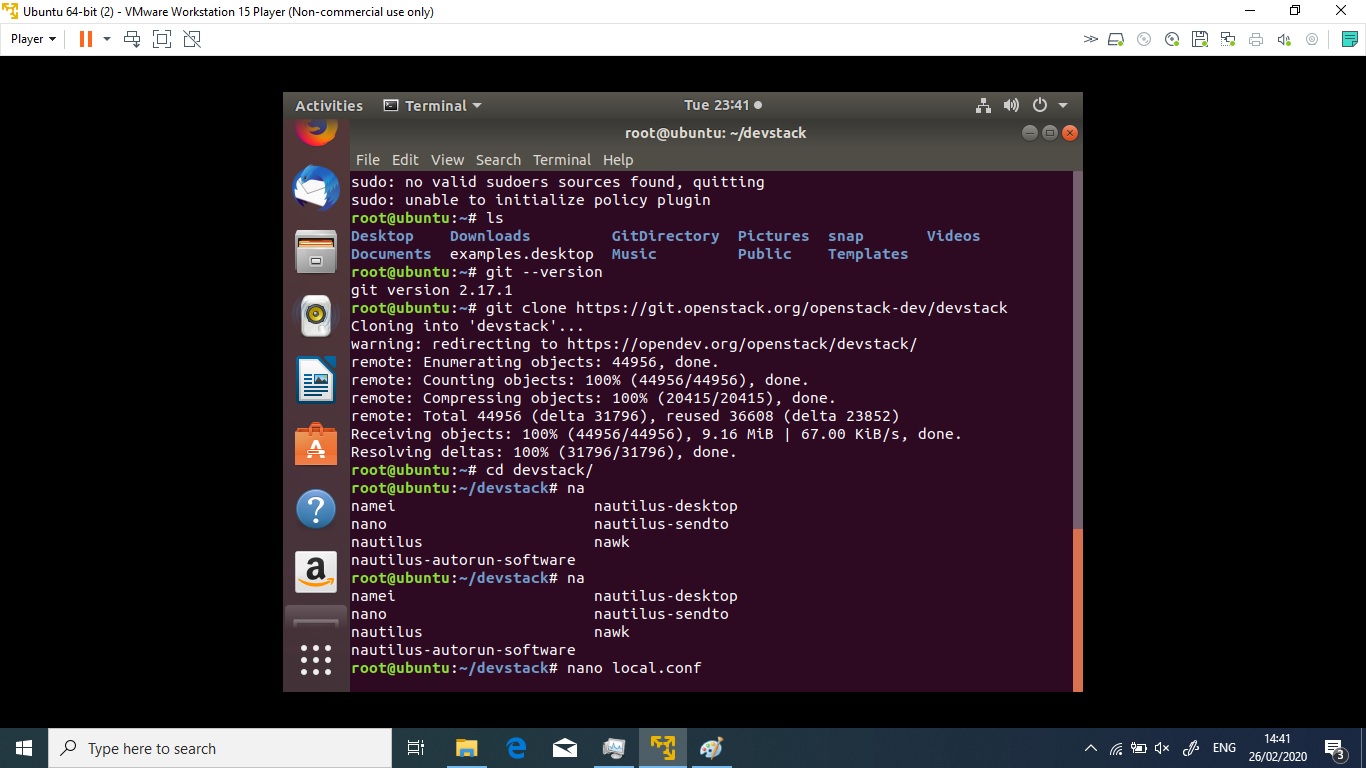 Ubuntu 64-bit (2) - VMware Workstation 15 Player (Non-commercial use only)
Player
Activities Terminal Tue 23:41
root@ubuntu: ~/devstack
File Edit View Search Terminal Help
sudo: no valid sudoers sources found, quitting
sudo: unable to initialize policy plugin
root@ubuntu:~# ls
Desktop Downloads GitDirectory Pictures snap Videos
Documents examples.desktop Music Public Templates
root@ubuntu:~# git --version
git version 2.17.1
root@ubuntu:~# git clone https://git.openstack.org/openstack-dev/devstack
Cloning into 'devstack'...
warning: redirecting to https://opendev.org/openstack/devstack/
remote: Enumerating objects: 44956, done.
remote: Counting objects: 100% (44956/44956), done.
remote: Compressing objects: 100% (20415/20415), done.
remote: Total 44956 (delta 31796), reused 36608 (delta 23852)
Receiving objects: 100% (44956/44956), 9.16 MiB | 67.00 KiB/s, done.
Resolving deltas: 100% (31796/31796), done.
root@ubuntu:~# cd devstack/
root@ubuntu:~/devstack# na
namei nautilus-desktop
nano nautilus-sendto
nautilus nawk
nautilus-autorun-software
root@ubuntu:~/devstack# na
namei nautilus-desktop
nano nautilus-sendto
nautilus nawk
nautilus-autorun-software
root@ubuntu:~/devstack# nano local.conf
Type here to search
ENG
14:41
26/02/2020
3